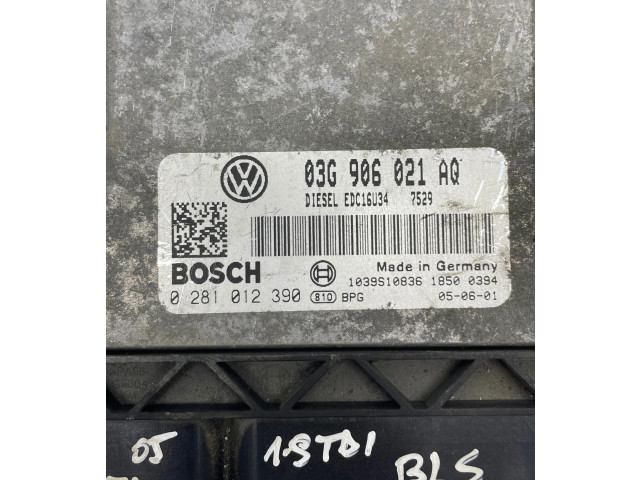 03G 906 021 AQ
DIESEL EDC16U34 7529
BOSCH
Made in Germany
1039S10836 1850 0394
0 281 012 390 810 BPG 05-06-01
05 1.9TDI BLS